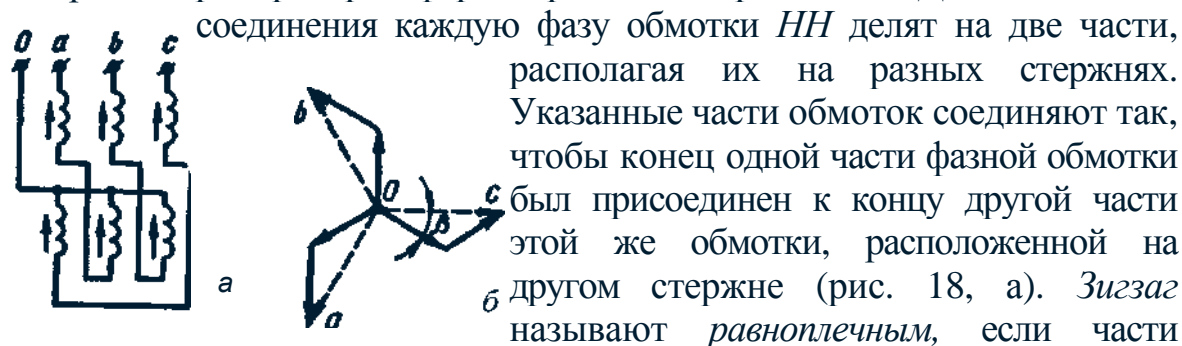 соединения каждую фазу обмотки НН делят на две части,
располагая их на разных стержнях.
Указанные части обмоток соединяют так,
чтобы конец одной части фазной обмотки
был присоединен к концу другой части
этой же обмотки, расположенной на
другом стержне (рис. 18, а). Зигзаг
называют равноплечным, если части
0 a b c
а
b
0
c
β
a
б